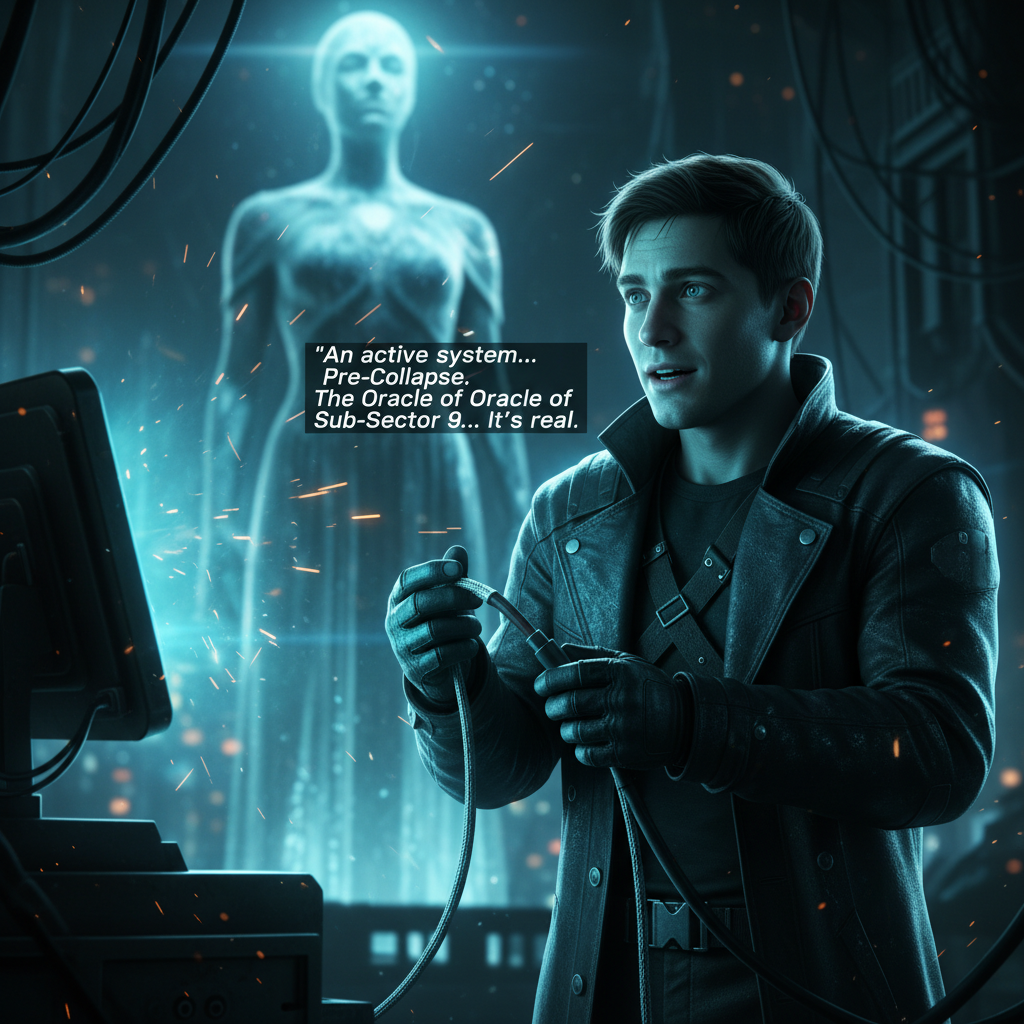 "An active system...
Pre-Collapse.
The Oracle of Oracle of
Sub-Sector 9... It's real.